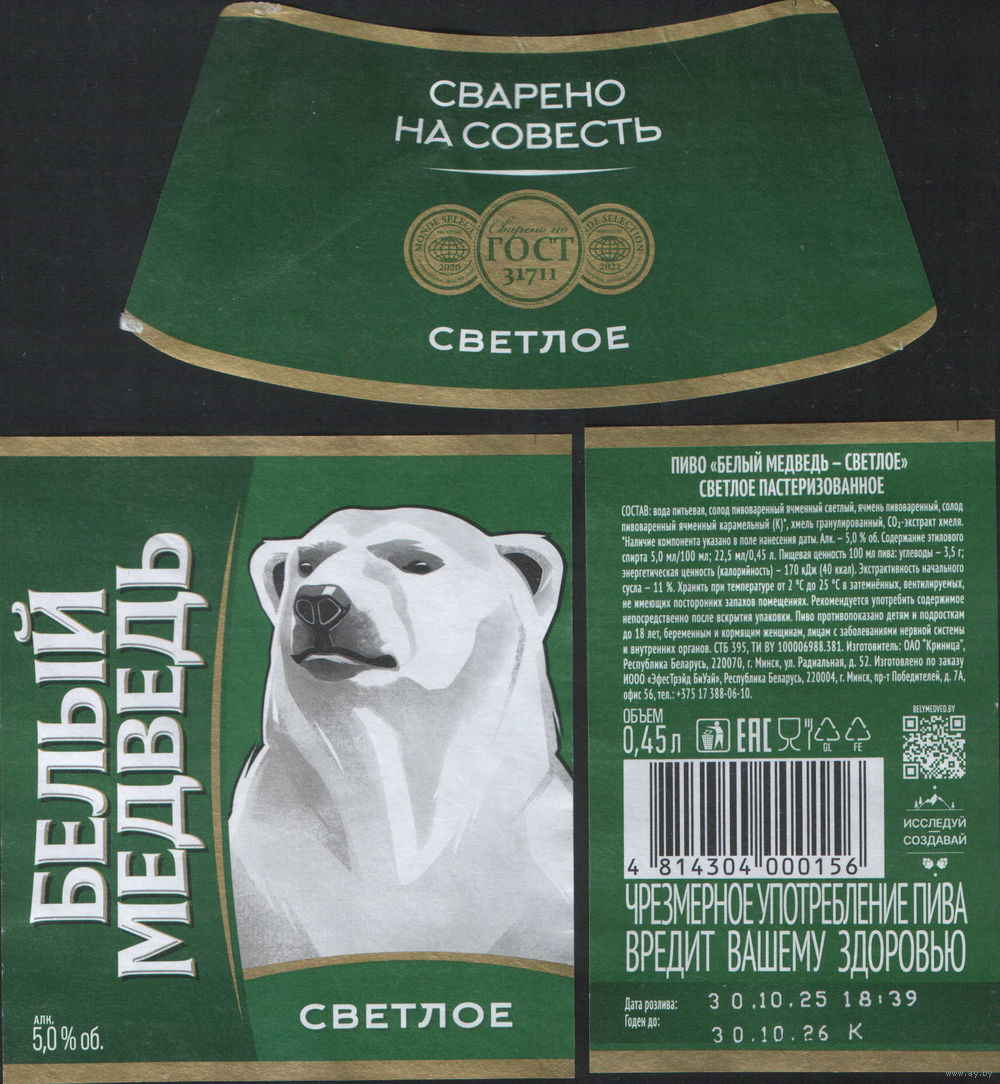 СВАРЕНО
НА СОВЕСТЬ
MONDE SELECT
2020
Сварено по
ГОСТ
31711
DE SELECTION
2021
СВЕТЛОЕ
БЕЛЫЙ
МЕДВЕДЬ
АЛК.
5,0 % об.
СВЕТЛОЕ
ПИВО «БЕЛЫЙ МЕДВЕДЬ – СВЕТЛОЕ»
СВЕТЛОЕ ПАСТЕРИЗОВАННОЕ
СОСТАВ: вода питьевая, солод пивоваренный ячменный светлый, ячмень пивоваренный, солод
пивоваренный ячменный карамельный (К)*, хмель гранулированный, CO₂-экстракт хмеля.
*Наличие компонента указано в поле нанесения даты. Алк. – 5,0 % об. Содержание этилового
спирта 5,0 мл/100 мл; 22,5 мл/0,45 л. Пищевая ценность 100 мл пива: углеводы – 3,5 г;
энергетическая ценность (калорийность) – 170 кДж (40 ккал). Экстрактивность начального
сусла – 11 %. Хранить при температуре от 2 °С до 25 °С в затемнённых, вентилируемых,
не имеющих посторонних запахов помещениях. Рекомендуется употребить содержимое
непосредственно после вскрытия упаковки. Пиво противопоказано детям и подросткам
до 18 лет, беременным и кормящим женщинам, лицам с заболеваниями нервной системы
и внутренних органов. СТБ 395, ТИ BY 100006988.381. Изготовитель: ОАО "Криница",
Республика Беларусь, 220070, г. Минск, ул. Радиальная, д. 52. Изготовлено по заказу
ИООО «ЭфесТрэйд БиУай», Республика Беларусь, 220004, г. Минск, пр-т Победителей, д. 7А,
офис 56, тел.: +375 17 388-06-10.
ОБЪЕМ
0,45 л
EAC
GL
FE
BELYMEDVED.BY
ИССЛЕДУЙ
СОЗДАВАЙ
4 814304 000156
ЧРЕЗМЕРНОЕ УПОТРЕБЛЕНИЕ ПИВА
ВРЕДИТ ВАШЕМУ ЗДОРОВЬЮ
Дата розлива: 30.10.25 18:39
Годен до: 30.10.26 К
www.ay.by